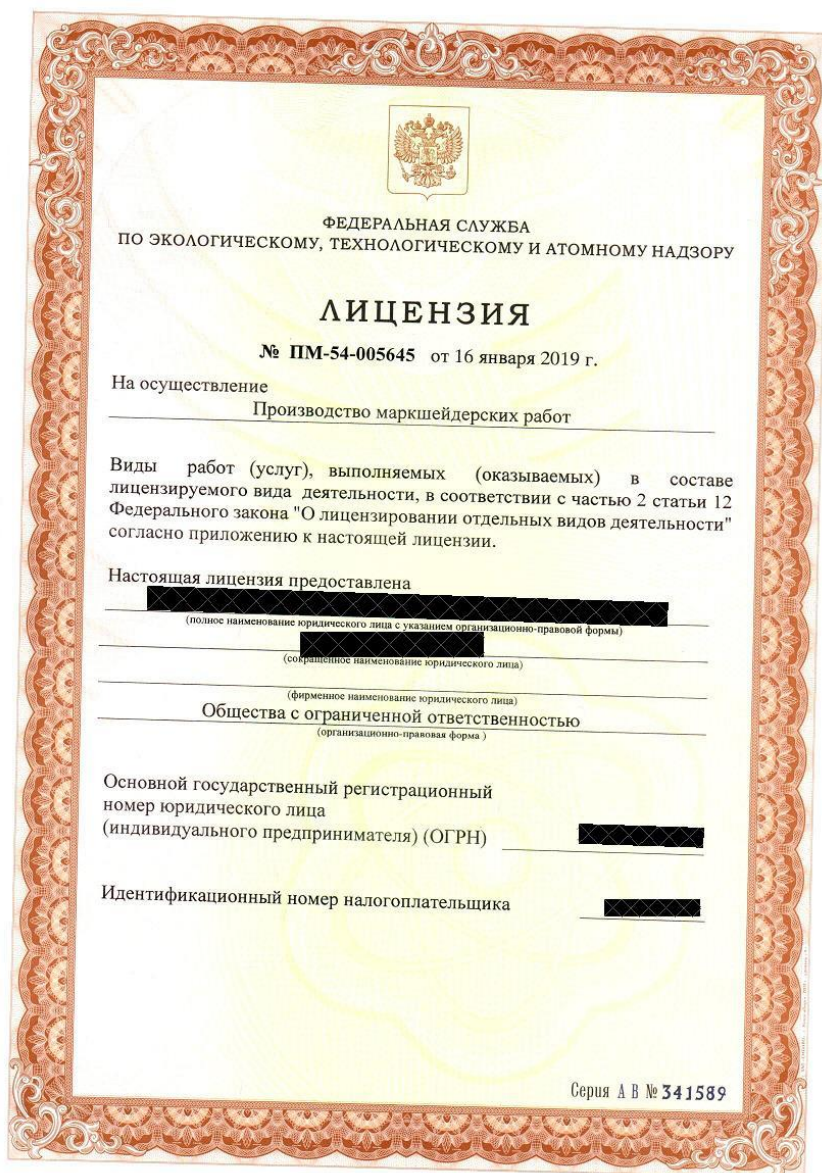 ФЕДЕРАЛЬНАЯ СЛУЖБА
ПО ЭКОЛОГИЧЕСКОМУ, ТЕХНОЛОГИЧЕСКОМУ И АТОМНОМУ НАДЗОРУ
ЛИЦЕНЗИЯ
№ ПМ-54-005645 от 16 января 2019 г.
На осуществление
Производство маркшейдерских работ
Виды работ (услуг), выполняемых (оказываемых) в составе
лицензируемого вида деятельности, в соответствии с частью 2 статьи 12
Федерального закона "О лицензировании отдельных видов деятельности"
согласно приложению к настоящей лицензии.
Настоящая лицензия предоставлена
(полное наименование юридического лица с указанием организационно-правовой формы)
(сокращенное наименование юридического лица)
(фирменное наименование юридического лица)
Общества с ограниченной ответственностью
(организационно-правовая форма )
Основной государственный регистрационный
номер юридического лица
(индивидуального предпринимателя) (ОГРН)
Идентификационный номер налогоплательщика
Серия А В № 341589